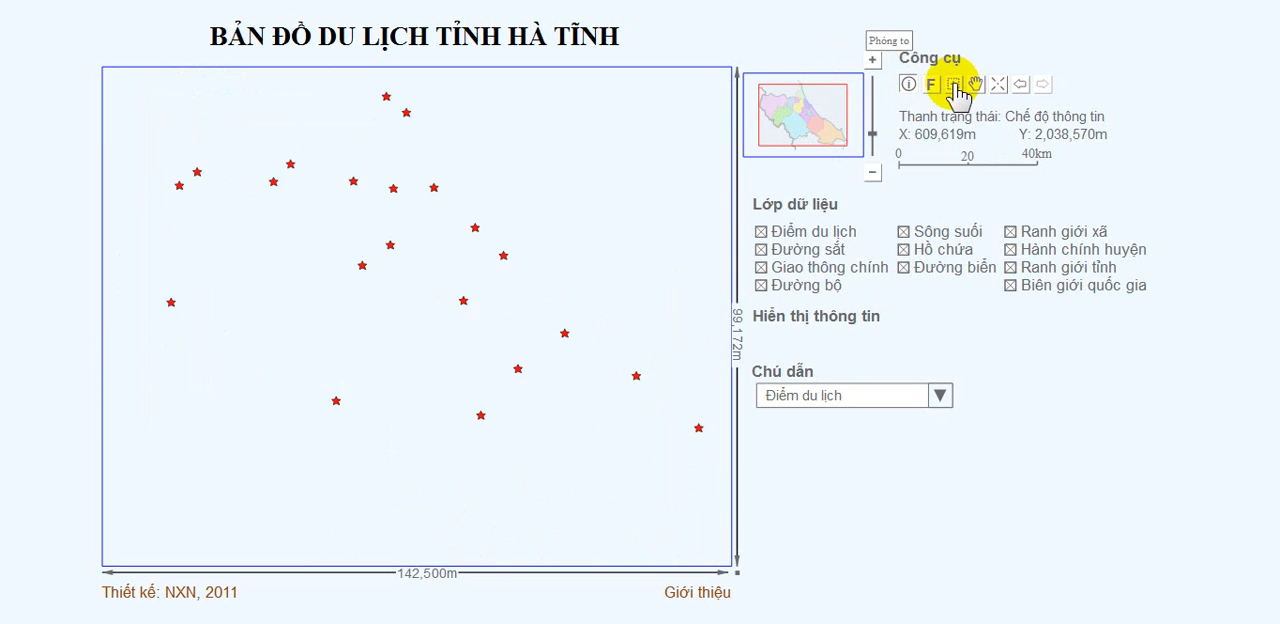 BẢN ĐỒ DU LỊCH TỈNH HÀ TĨNH
Phóng to
Công cụ
+
F
Thanh trạng thái: Chế độ thông tin
X: 609,619m Y: 2,038,570m
0 20 40km
−
Lớp dữ liệu
Điểm du lịch Sông suối Ranh giới xã
Đường sắt Hồ chứa Hành chính huyện
Giao thông chính Đường biển Ranh giới tỉnh
Đường bộ Biên giới quốc gia
Hiển thị thông tin
99,172m
Chú dẫn
Điểm du lịch
142,500m
Thiết kế: NXN, 2011 Giới thiệu